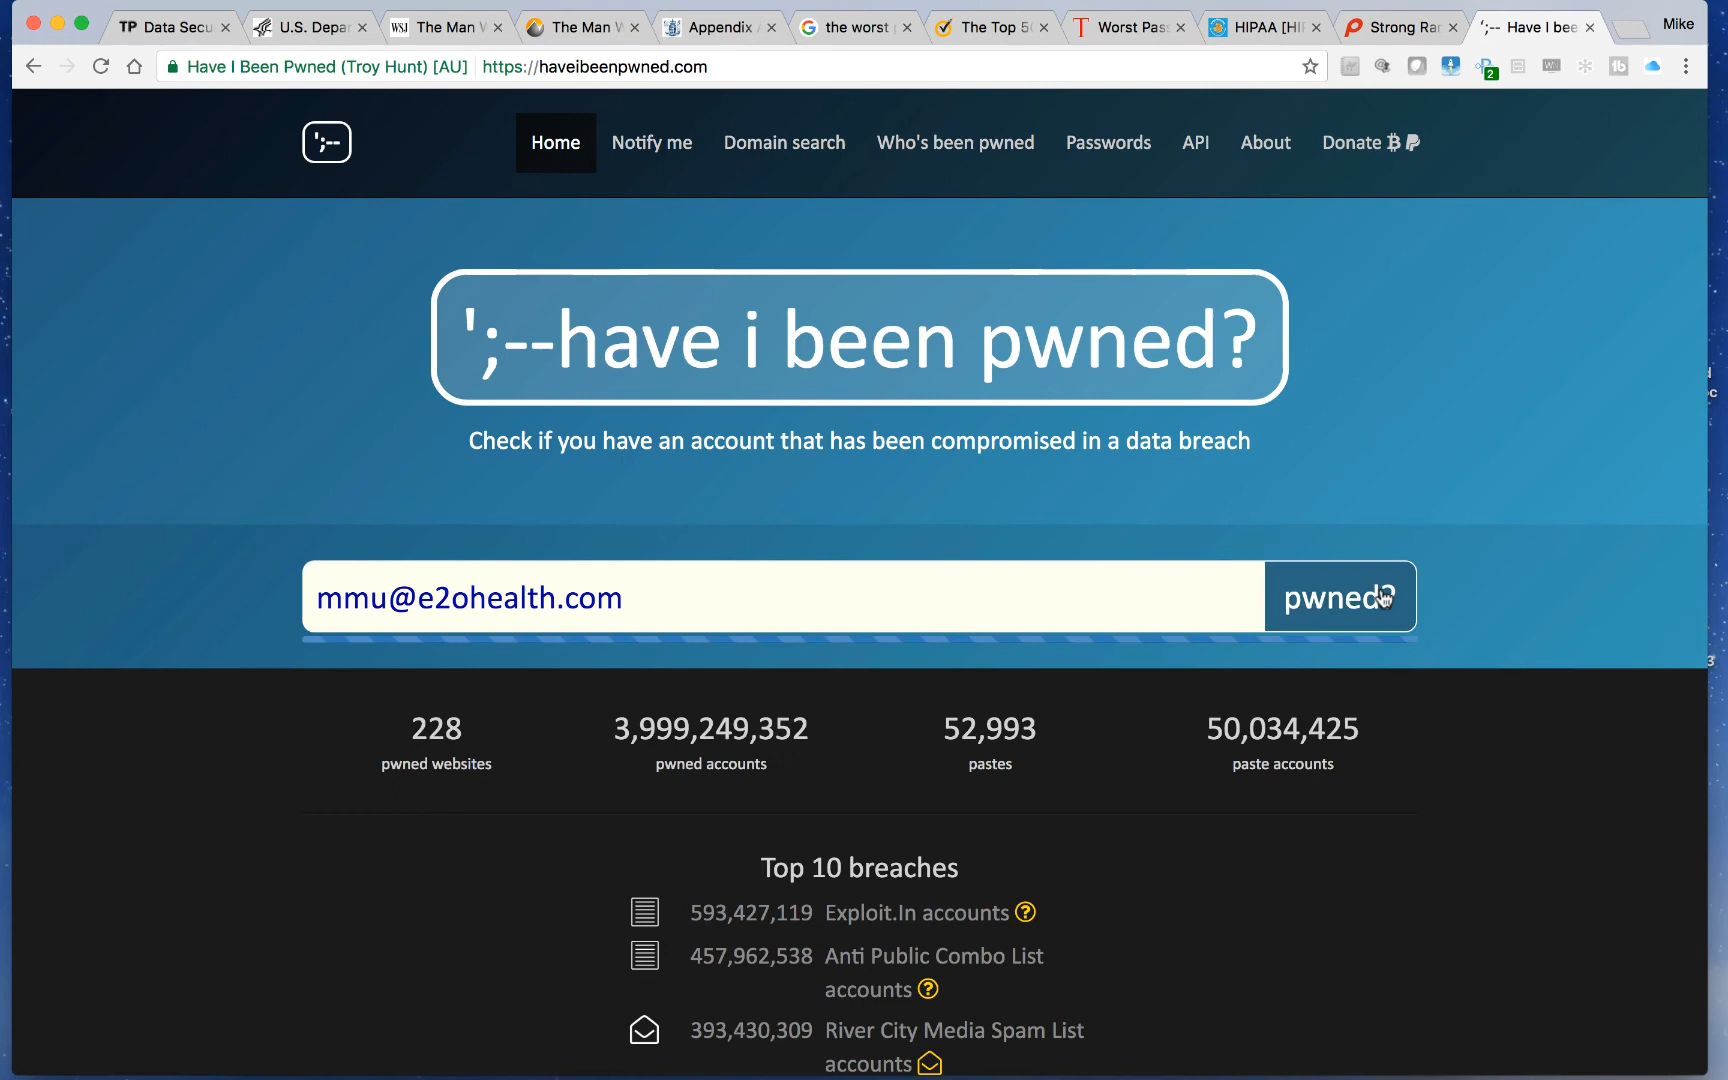 TP Data Secu
U.S. Depar
WSJ The Man W
The Man W
Appendix A
the worst
The Top 50
T Worst Pass
HIPAA [HI
Strong Ran
';-- Have I bee
Mike
Have I Been Pwned (Troy Hunt) [AU] https://haveibeenpwned.com
2
';--
Home
Notify me
Domain search
Who's been pwned
Passwords
API
About
Donate
';--have i been pwned?
Check if you have an account that has been compromised in a data breach
mmu@e2ohealth.com
pwned?
228
pwned websites
3,999,249,352
pwned accounts
52,993
pastes
50,034,425
paste accounts
Top 10 breaches
593,427,119 Exploit.In accounts
457,962,538 Anti Public Combo List
accounts
393,430,309 River City Media Spam List
accounts